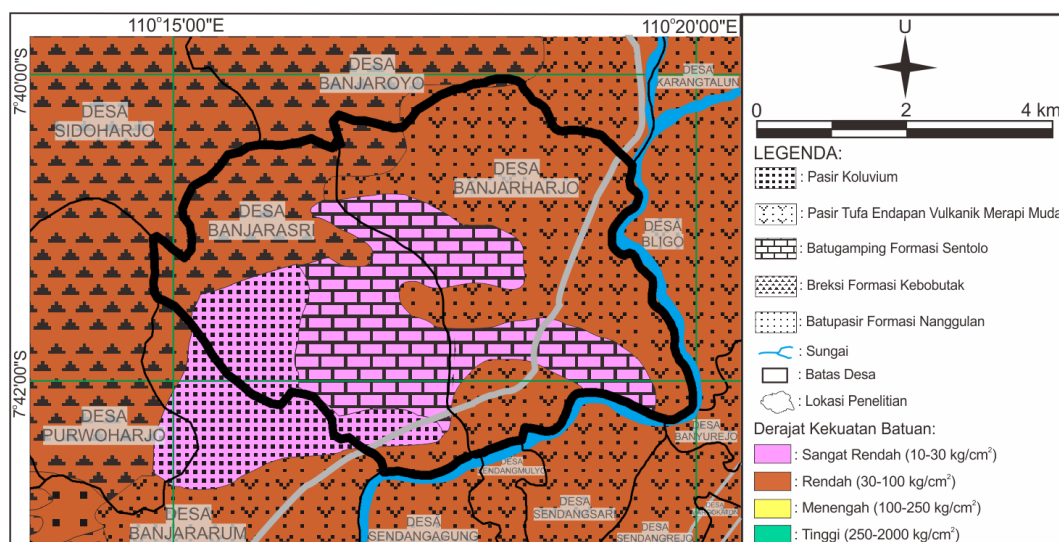 110°15'00"E
110°20'00"E
7°40'00"S
7°42'00"S
DESA
BANJAROYO
DESA
KARANGTALUN
DESA
SIDOHARJO
DESA
BANJARHARJO
DESA
BANJARASRI
DESA
BLIGO
DESA
PURWOHARJO
DESA
BANYUREJO
DESA
SENDANGMULYO
DESA
SENDANGSARI
DESA
BANJARARUM
DESA
SENDANGAGUNG
DESA
SENDANGREJO
U
0 2 4 km
LEGENDA:
: Pasir Koluvium
: Pasir Tufa Endapan Vulkanik Merapi Muda
: Batugamping Formasi Sentolo
: Breksi Formasi Kebobutak
: Batupasir Formasi Nanggulan
: Sungai
: Batas Desa
: Lokasi Penelitian
Derajat Kekuatan Batuan:
: Sangat Rendah (10-30 kg/cm²)
: Rendah (30-100 kg/cm²)
: Menengah (100-250 kg/cm²)
: Tinggi (250-2000 kg/cm²)